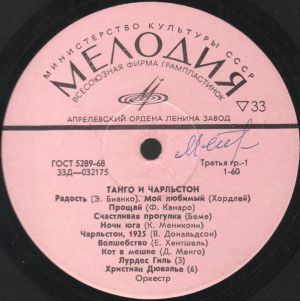 МИНИСТЕРСТВО КУЛЬТУРЫ СССР
МЕЛОДИЯ
ВСЕСОЮЗНАЯ ФИРМА ГРАМПЛАСТИНОК
▽33
АПРЕЛЕВСКИЙ ОРДЕНА ЛЕНИНА ЗАВОД
ГОСТ 5289-68
33Д—032175
Третья гр.-1
1-60
ТАНГО И ЧАРЛЬСТОН
Радость (Э. Бианко). Мой любимый (Хордлей)
Прощай (Ф. Канаро)
Счастливая прогулка (Беме)
Ночи юга (К. Меникони)
Чарльстон, 1925 (В. Дональдсон)
Волшебство (Е. Хентшель)
Кот в мешке (Д. Менго)
Лурдес Гиль (3)
Христиан Дювалье (6)
Оркестр